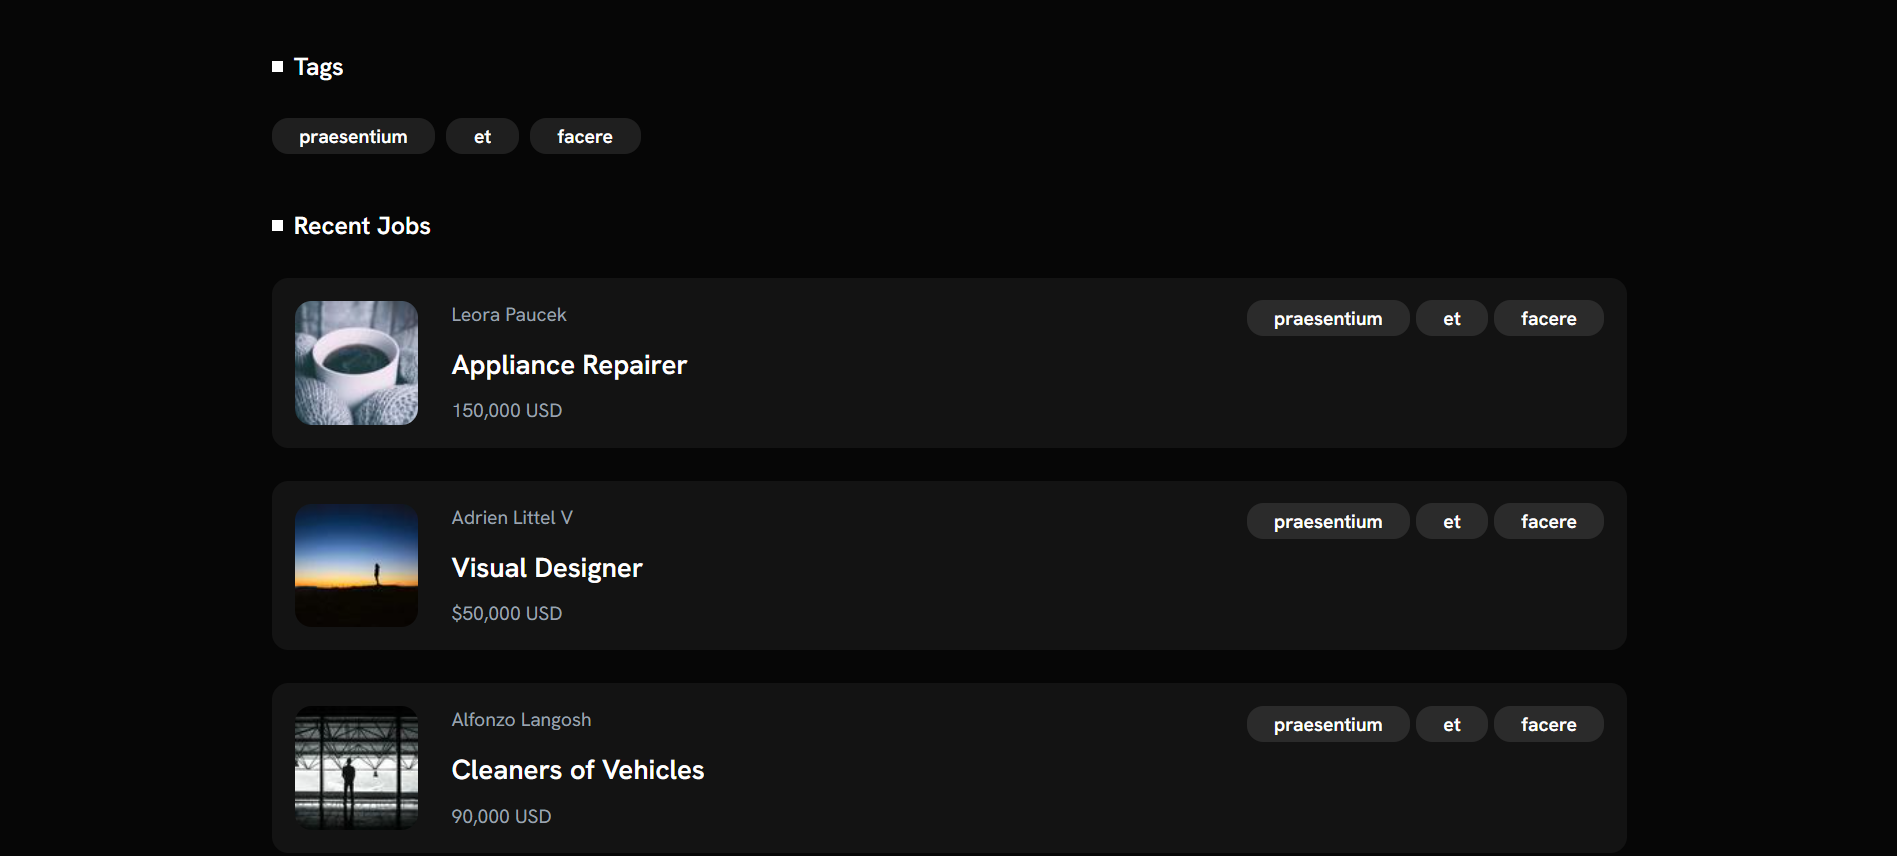 Tags
praesentium et facere
Recent Jobs
Leora Paucek
praesentium et facere
Appliance Repairer
150,000 USD
Adrien Littel V
praesentium et facere
Visual Designer
$50,000 USD
Alfonzo Langosh
praesentium et facere
Cleaners of Vehicles
90,000 USD